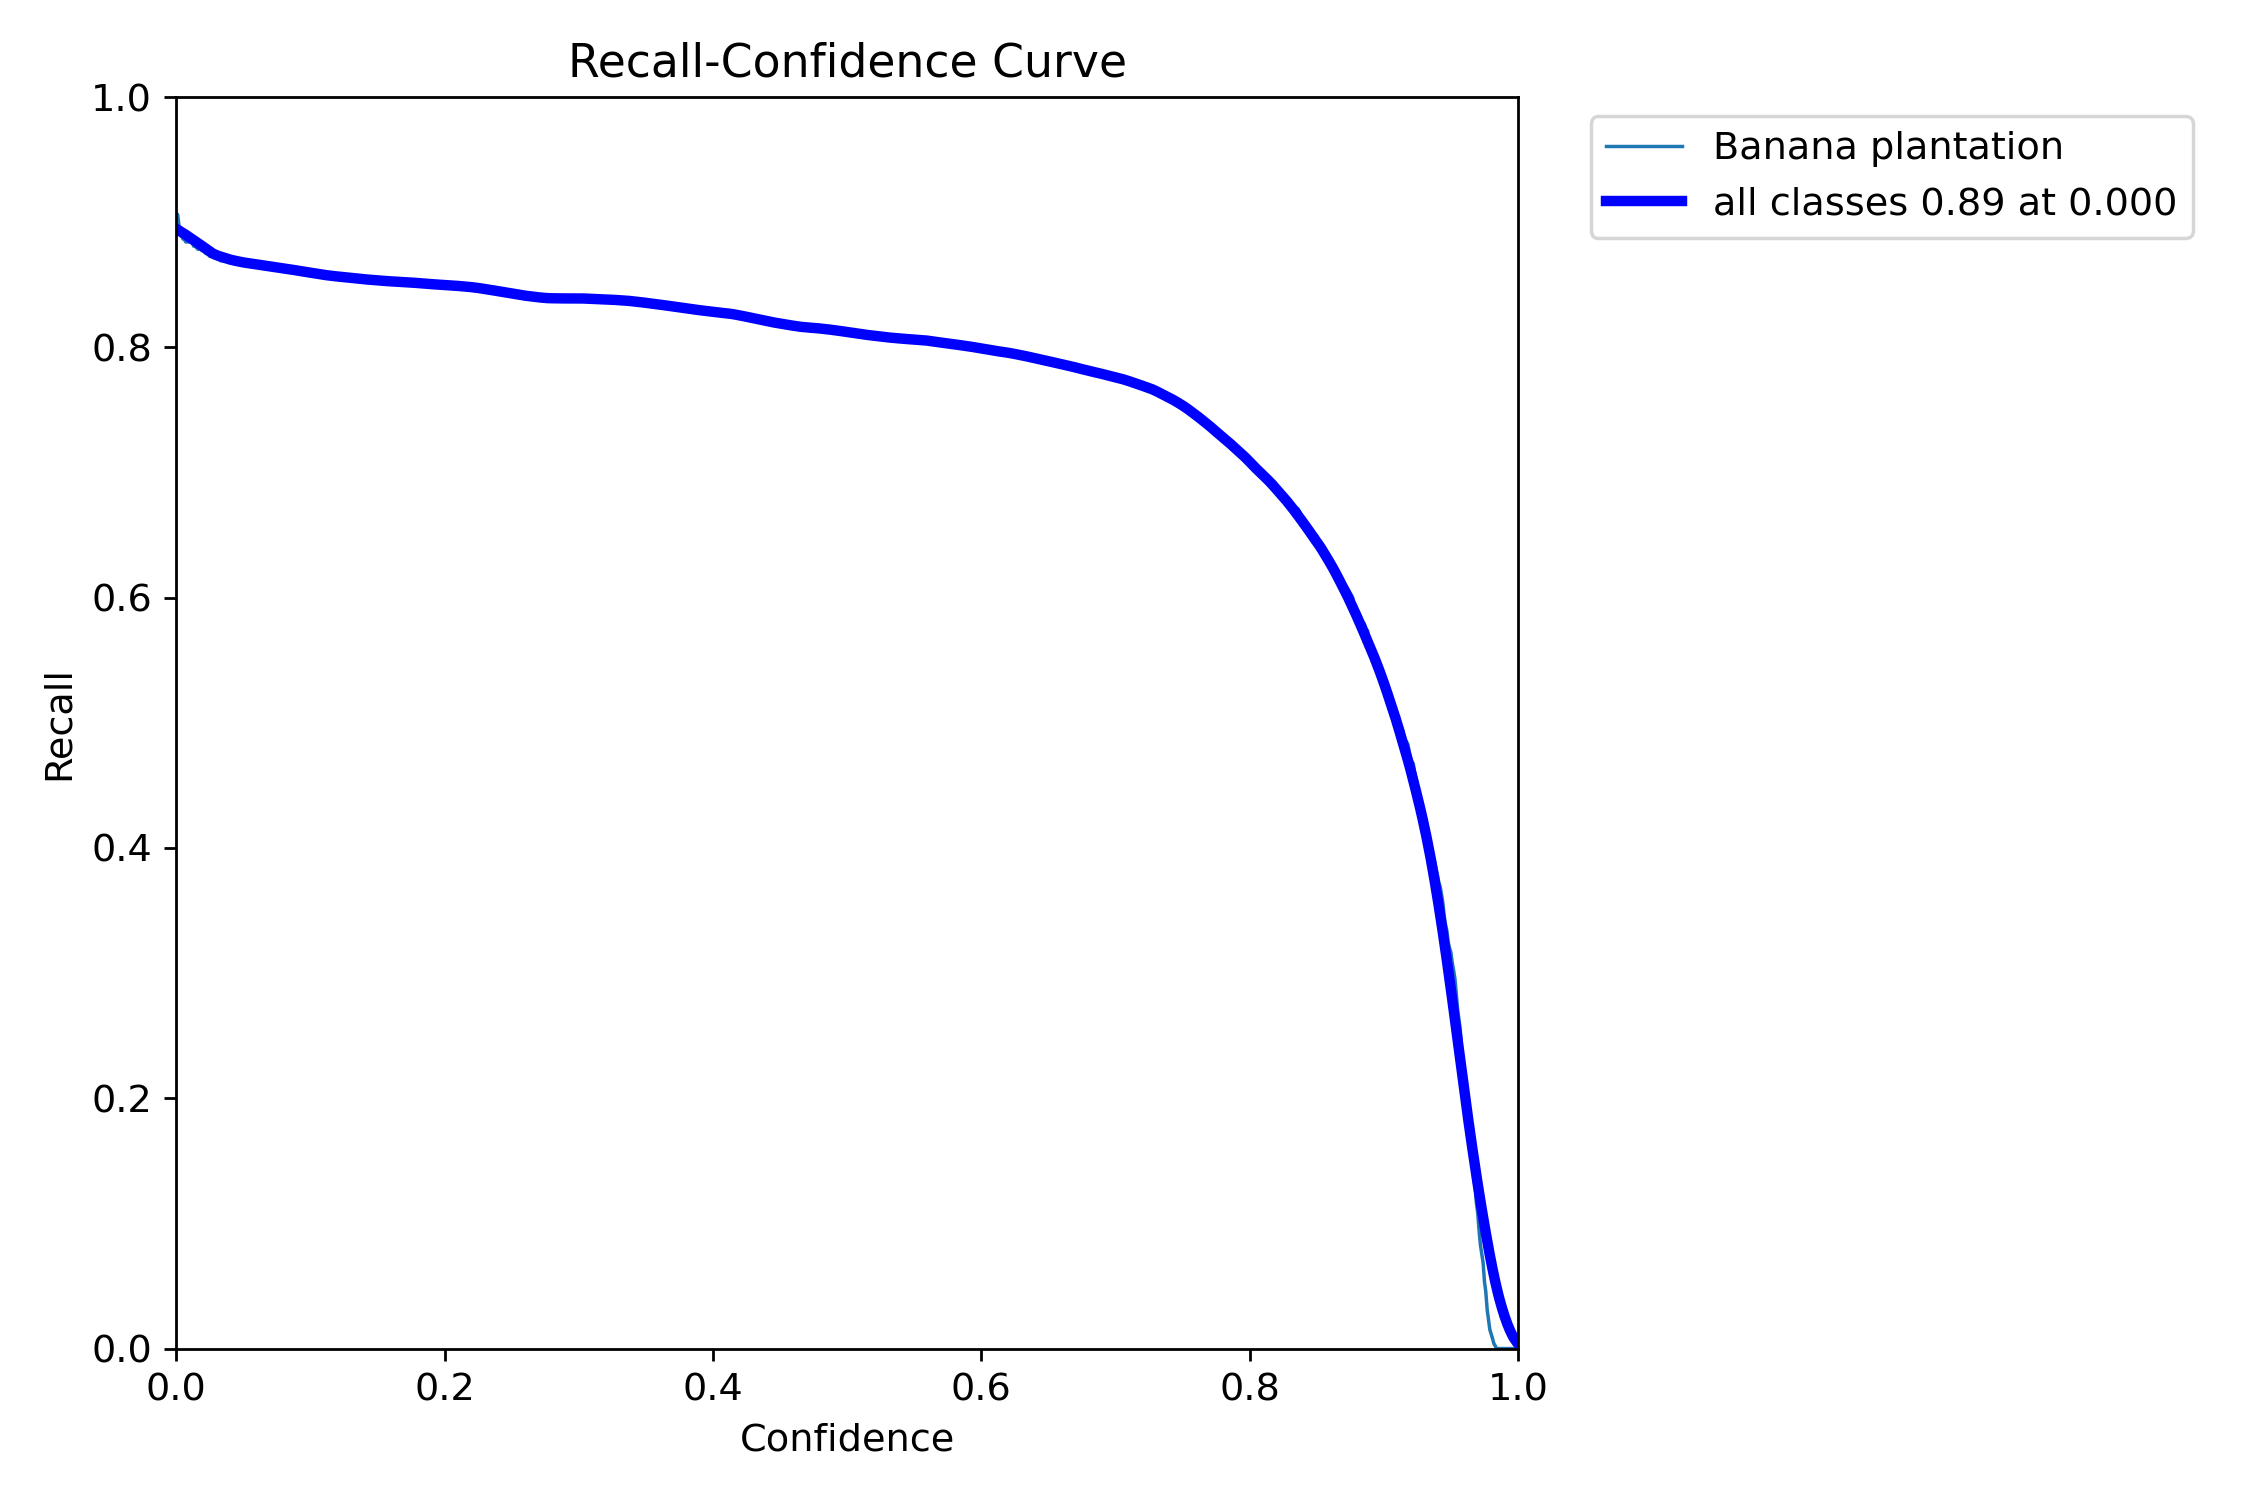 Recall-Confidence Curve
1.0
0.8
0.6
0.4
0.2
0.0
Recall
0.0 0.2 0.4 0.6 0.8 1.0
Confidence
Banana plantation
all classes 0.89 at 0.000